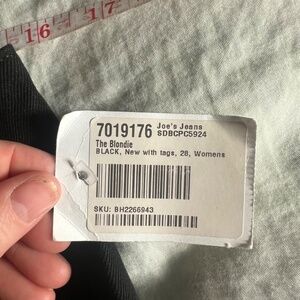 16 17
7019176 Joe's Jeans
SDBCPC5924
The Blondie
BLACK, New with tags, 28, Womens
SKU: BH2266943